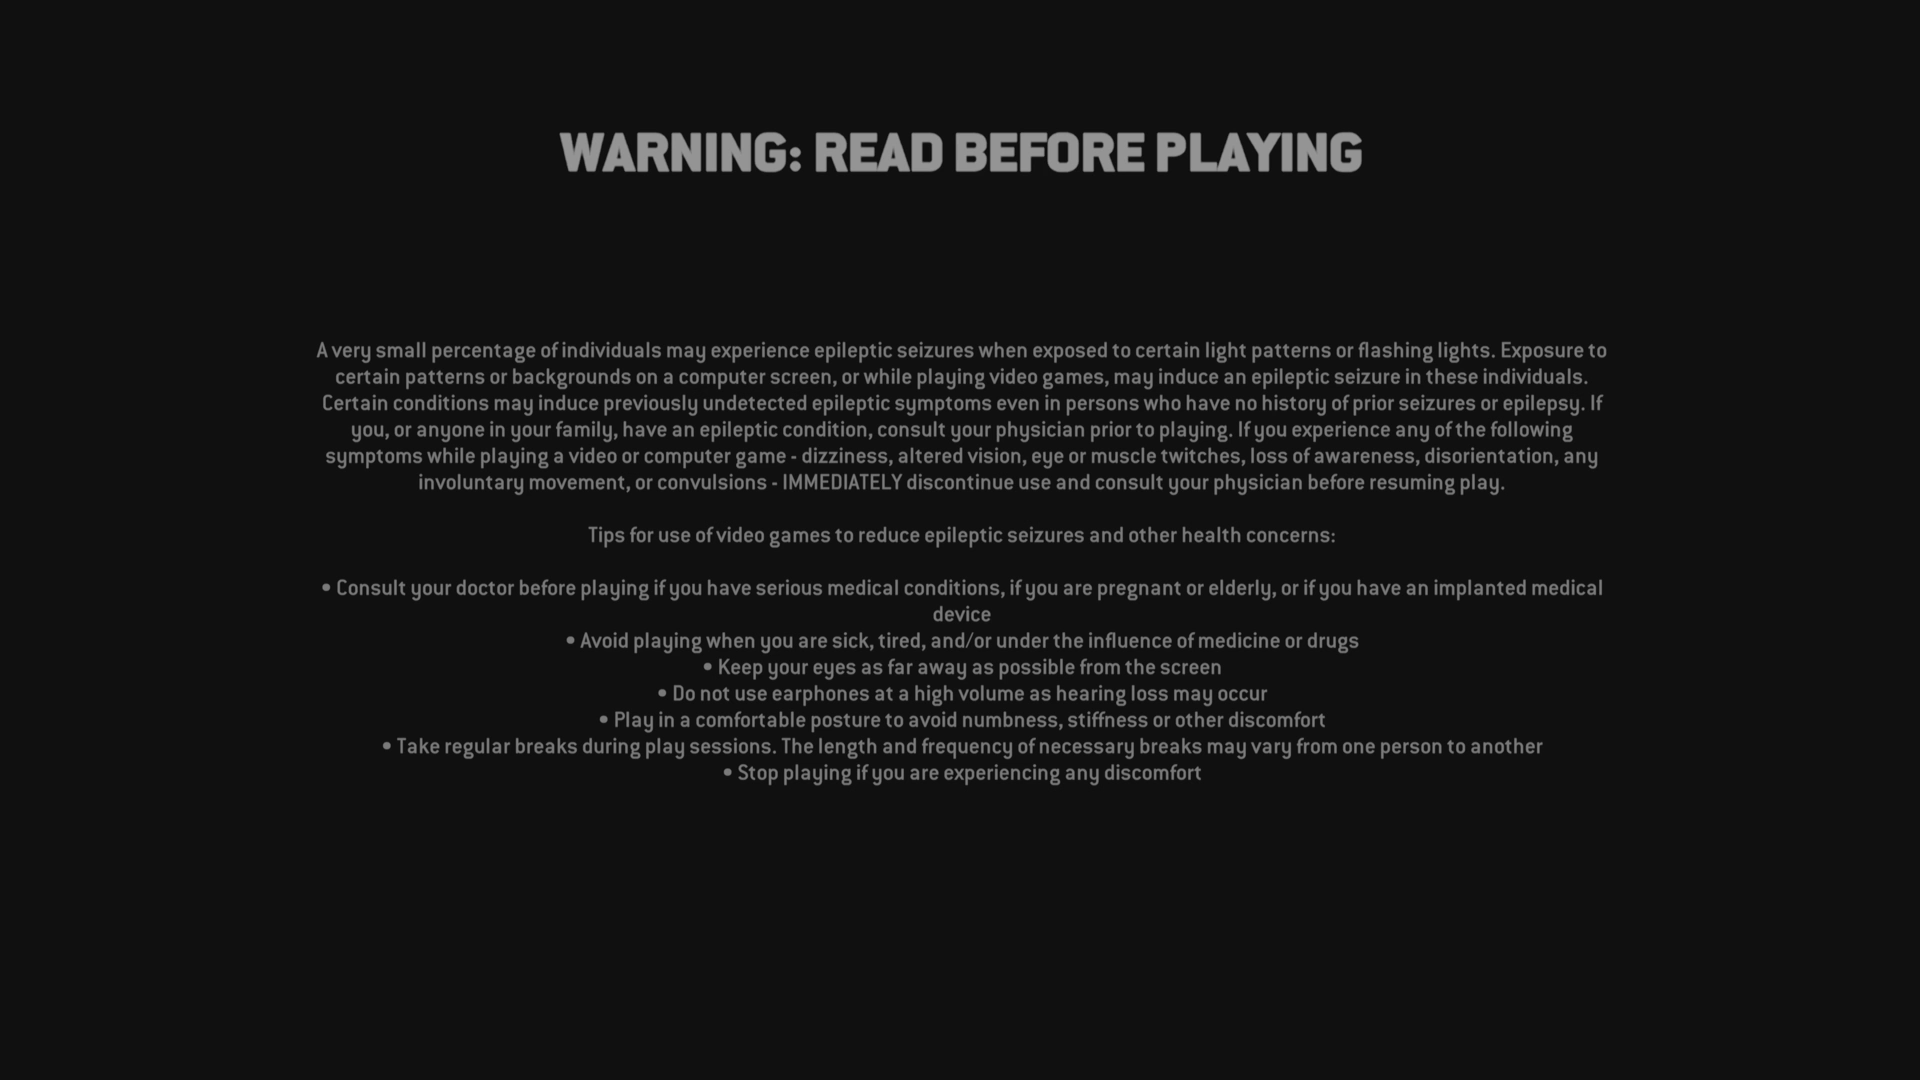 WARNING: READ BEFORE PLAYING
A very small percentage of individuals may experience epileptic seizures when exposed to certain light patterns or flashing lights. Exposure to
certain patterns or backgrounds on a computer screen, or while playing video games, may induce an epileptic seizure in these individuals.
Certain conditions may induce previously undetected epileptic symptoms even in persons who have no history of prior seizures or epilepsy. If
you, or anyone in your family, have an epileptic condition, consult your physician prior to playing. If you experience any of the following
symptoms while playing a video or computer game - dizziness, altered vision, eye or muscle twitches, loss of awareness, disorientation, any
involuntary movement, or convulsions - IMMEDIATELY discontinue use and consult your physician before resuming play.
Tips for use of video games to reduce epileptic seizures and other health concerns:
• Consult your doctor before playing if you have serious medical conditions, if you are pregnant or elderly, or if you have an implanted medical
device
• Avoid playing when you are sick, tired, and/or under the influence of medicine or drugs
• Keep your eyes as far away as possible from the screen
• Do not use earphones at a high volume as hearing loss may occur
• Play in a comfortable posture to avoid numbness, stiffness or other discomfort
• Take regular breaks during play sessions. The length and frequency of necessary breaks may vary from one person to another
• Stop playing if you are experiencing any discomfort